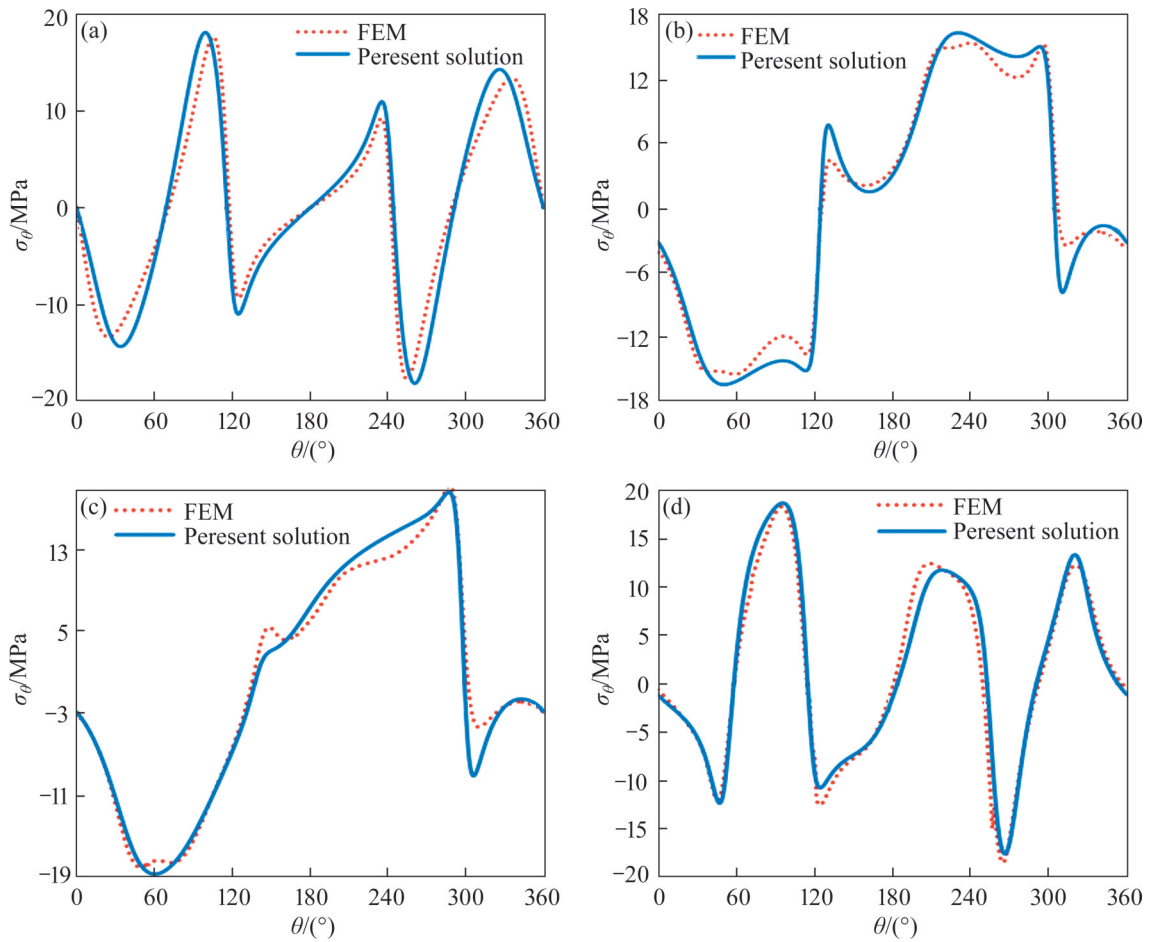 (a)
FEM
Peresent solution
20
10
0
−10
−20
σθ/MPa
0 60 120 180 240 300 360
θ/(°)
(b)
FEM
Peresent solution
18
12
6
0
−6
−12
−18
σθ/MPa
0 60 120 180 240 300 360
θ/(°)
(c)
FEM
Peresent solution
13
5
−3
−11
−19
σθ/MPa
0 60 120 180 240 300 360
θ/(°)
(d)
FEM
Peresent solution
20
15
10
5
0
−5
−10
−15
−20
σθ/MPa
0 60 120 180 240 300 360
θ/(°)